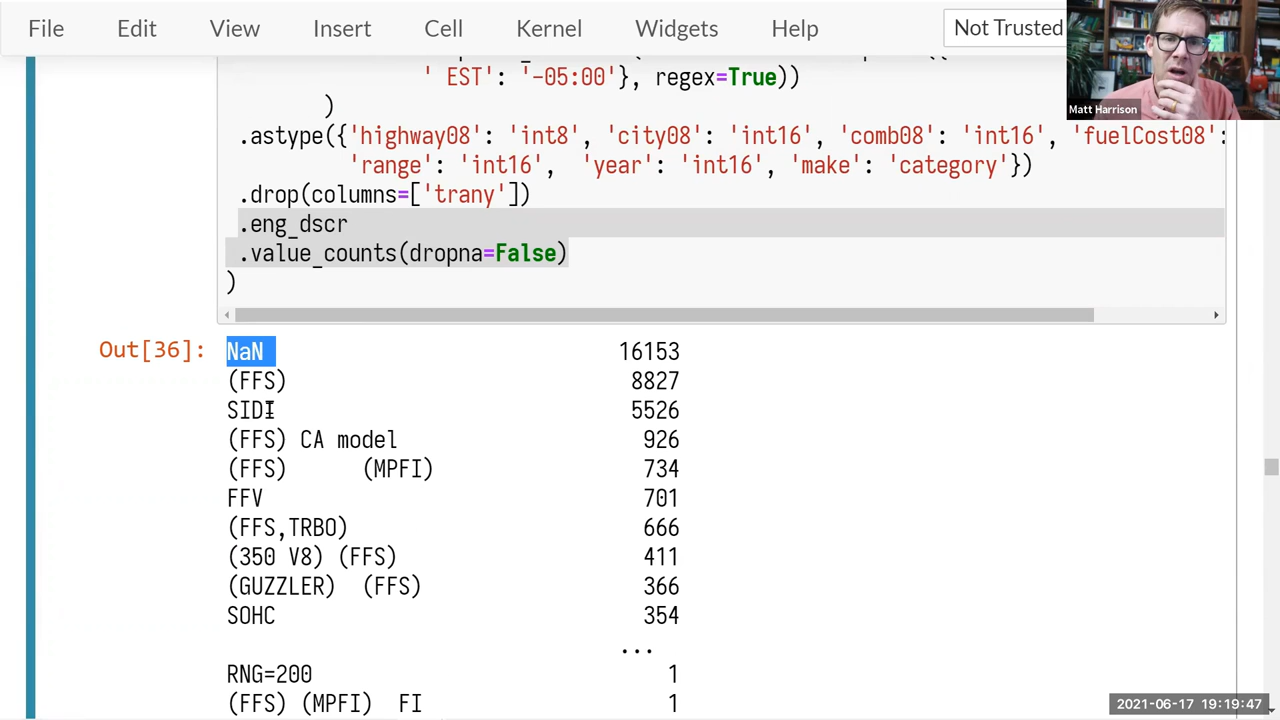 File Edit View Insert Cell Kernel Widgets Help Not Trusted
Matt Harrison
' EST': '-05:00'}, regex=True))
)
.astype({'highway08': 'int8', 'city08': 'int16', 'comb08': 'int16', 'fuelCost08':
'range': 'int16', 'year': 'int16', 'make': 'category'})
.drop(columns=['trany'])
.eng_dscr
.value_counts(dropna=False)
)
Out[36]: NaN 16153
(FFS) 8827
SIDI 5526
(FFS) CA model 926
(FFS) (MPFI) 734
FFV 701
(FFS,TRBO) 666
(350 V8) (FFS) 411
(GUZZLER) (FFS) 366
SOHC 354
...
RNG=200 1
(FFS) (MPFI) FI 1
2021-06-17 19:19:47